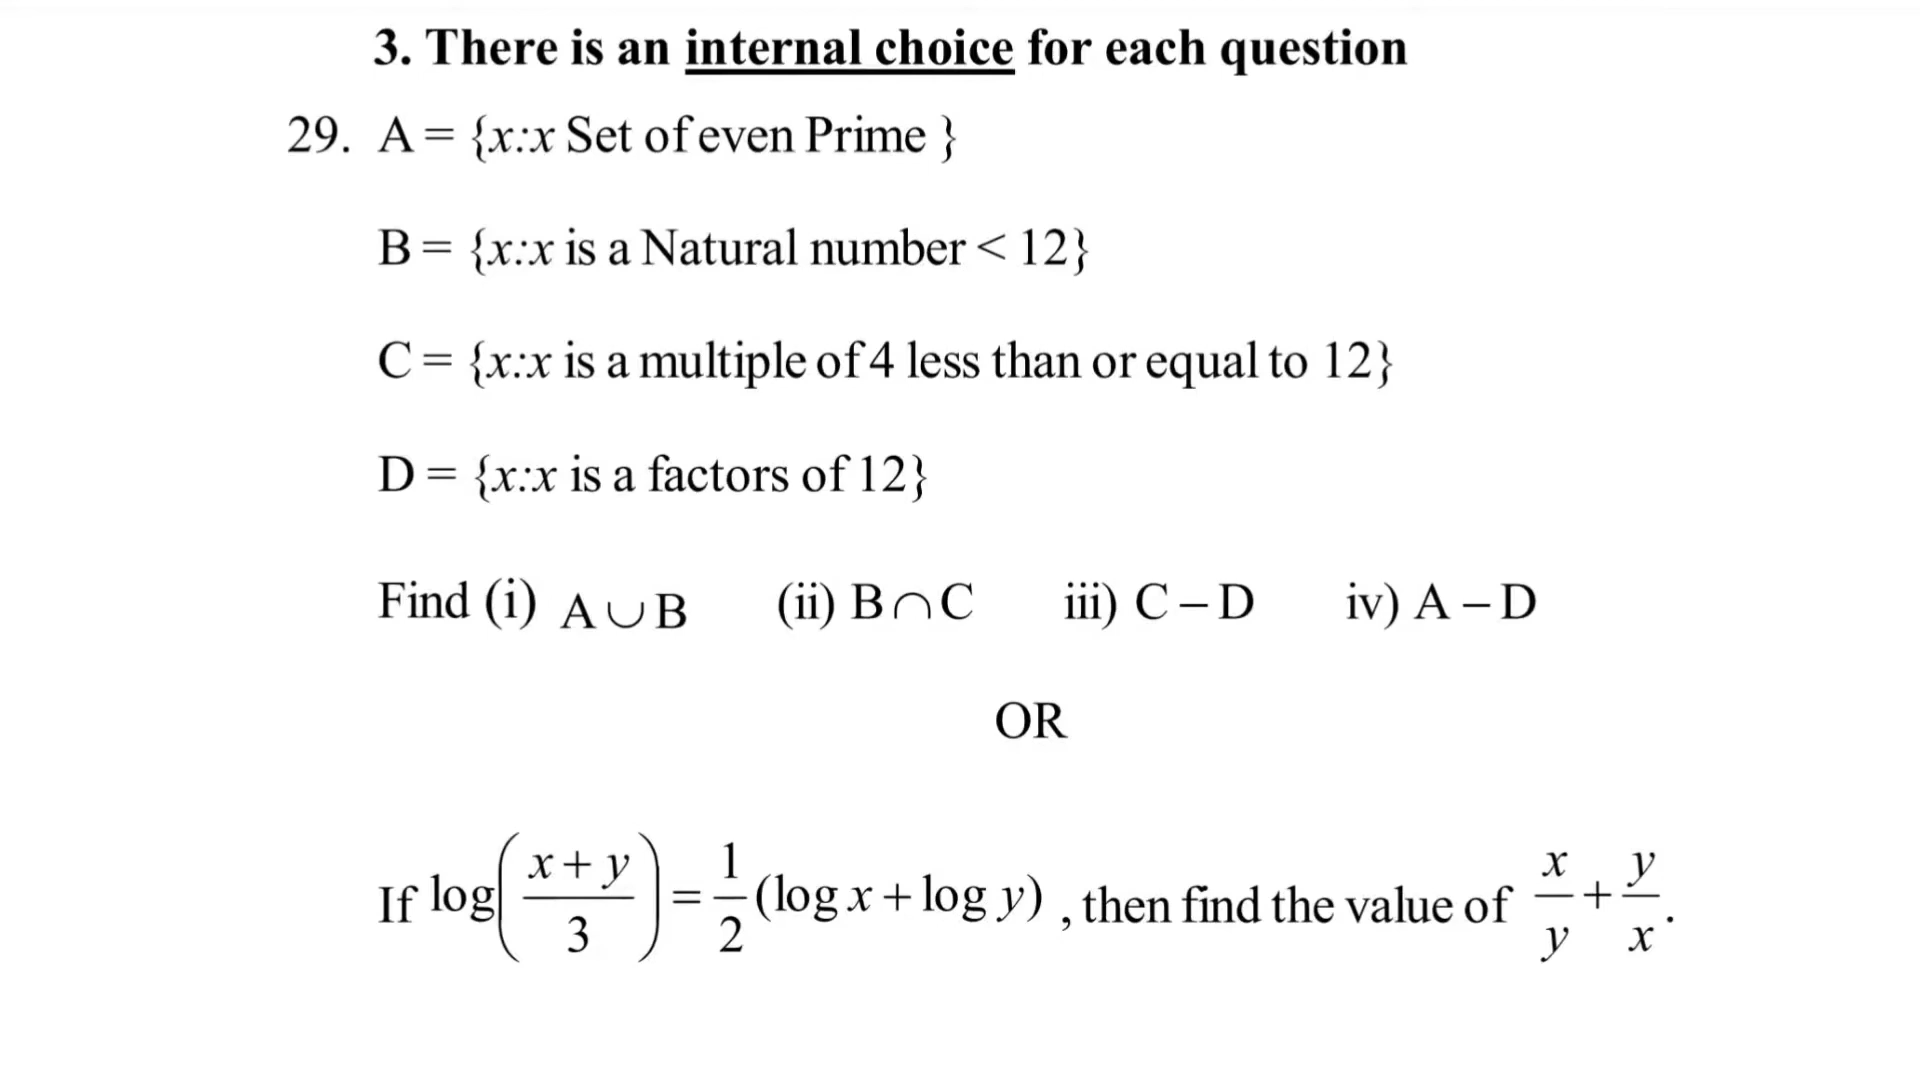 3. There is an internal choice for each question
29. A = {x:x Set of even Prime }
B = {x:x is a Natural number < 12}
C = {x:x is a multiple of 4 less than or equal to 12}
D = {x:x is a factors of 12}
Find (i) A ∪ B (ii) B ∩ C iii) C – D iv) A – D
OR
If log((x + y)/3) = 1/2 (log x + log y) , then find the value of x/y + y/x .